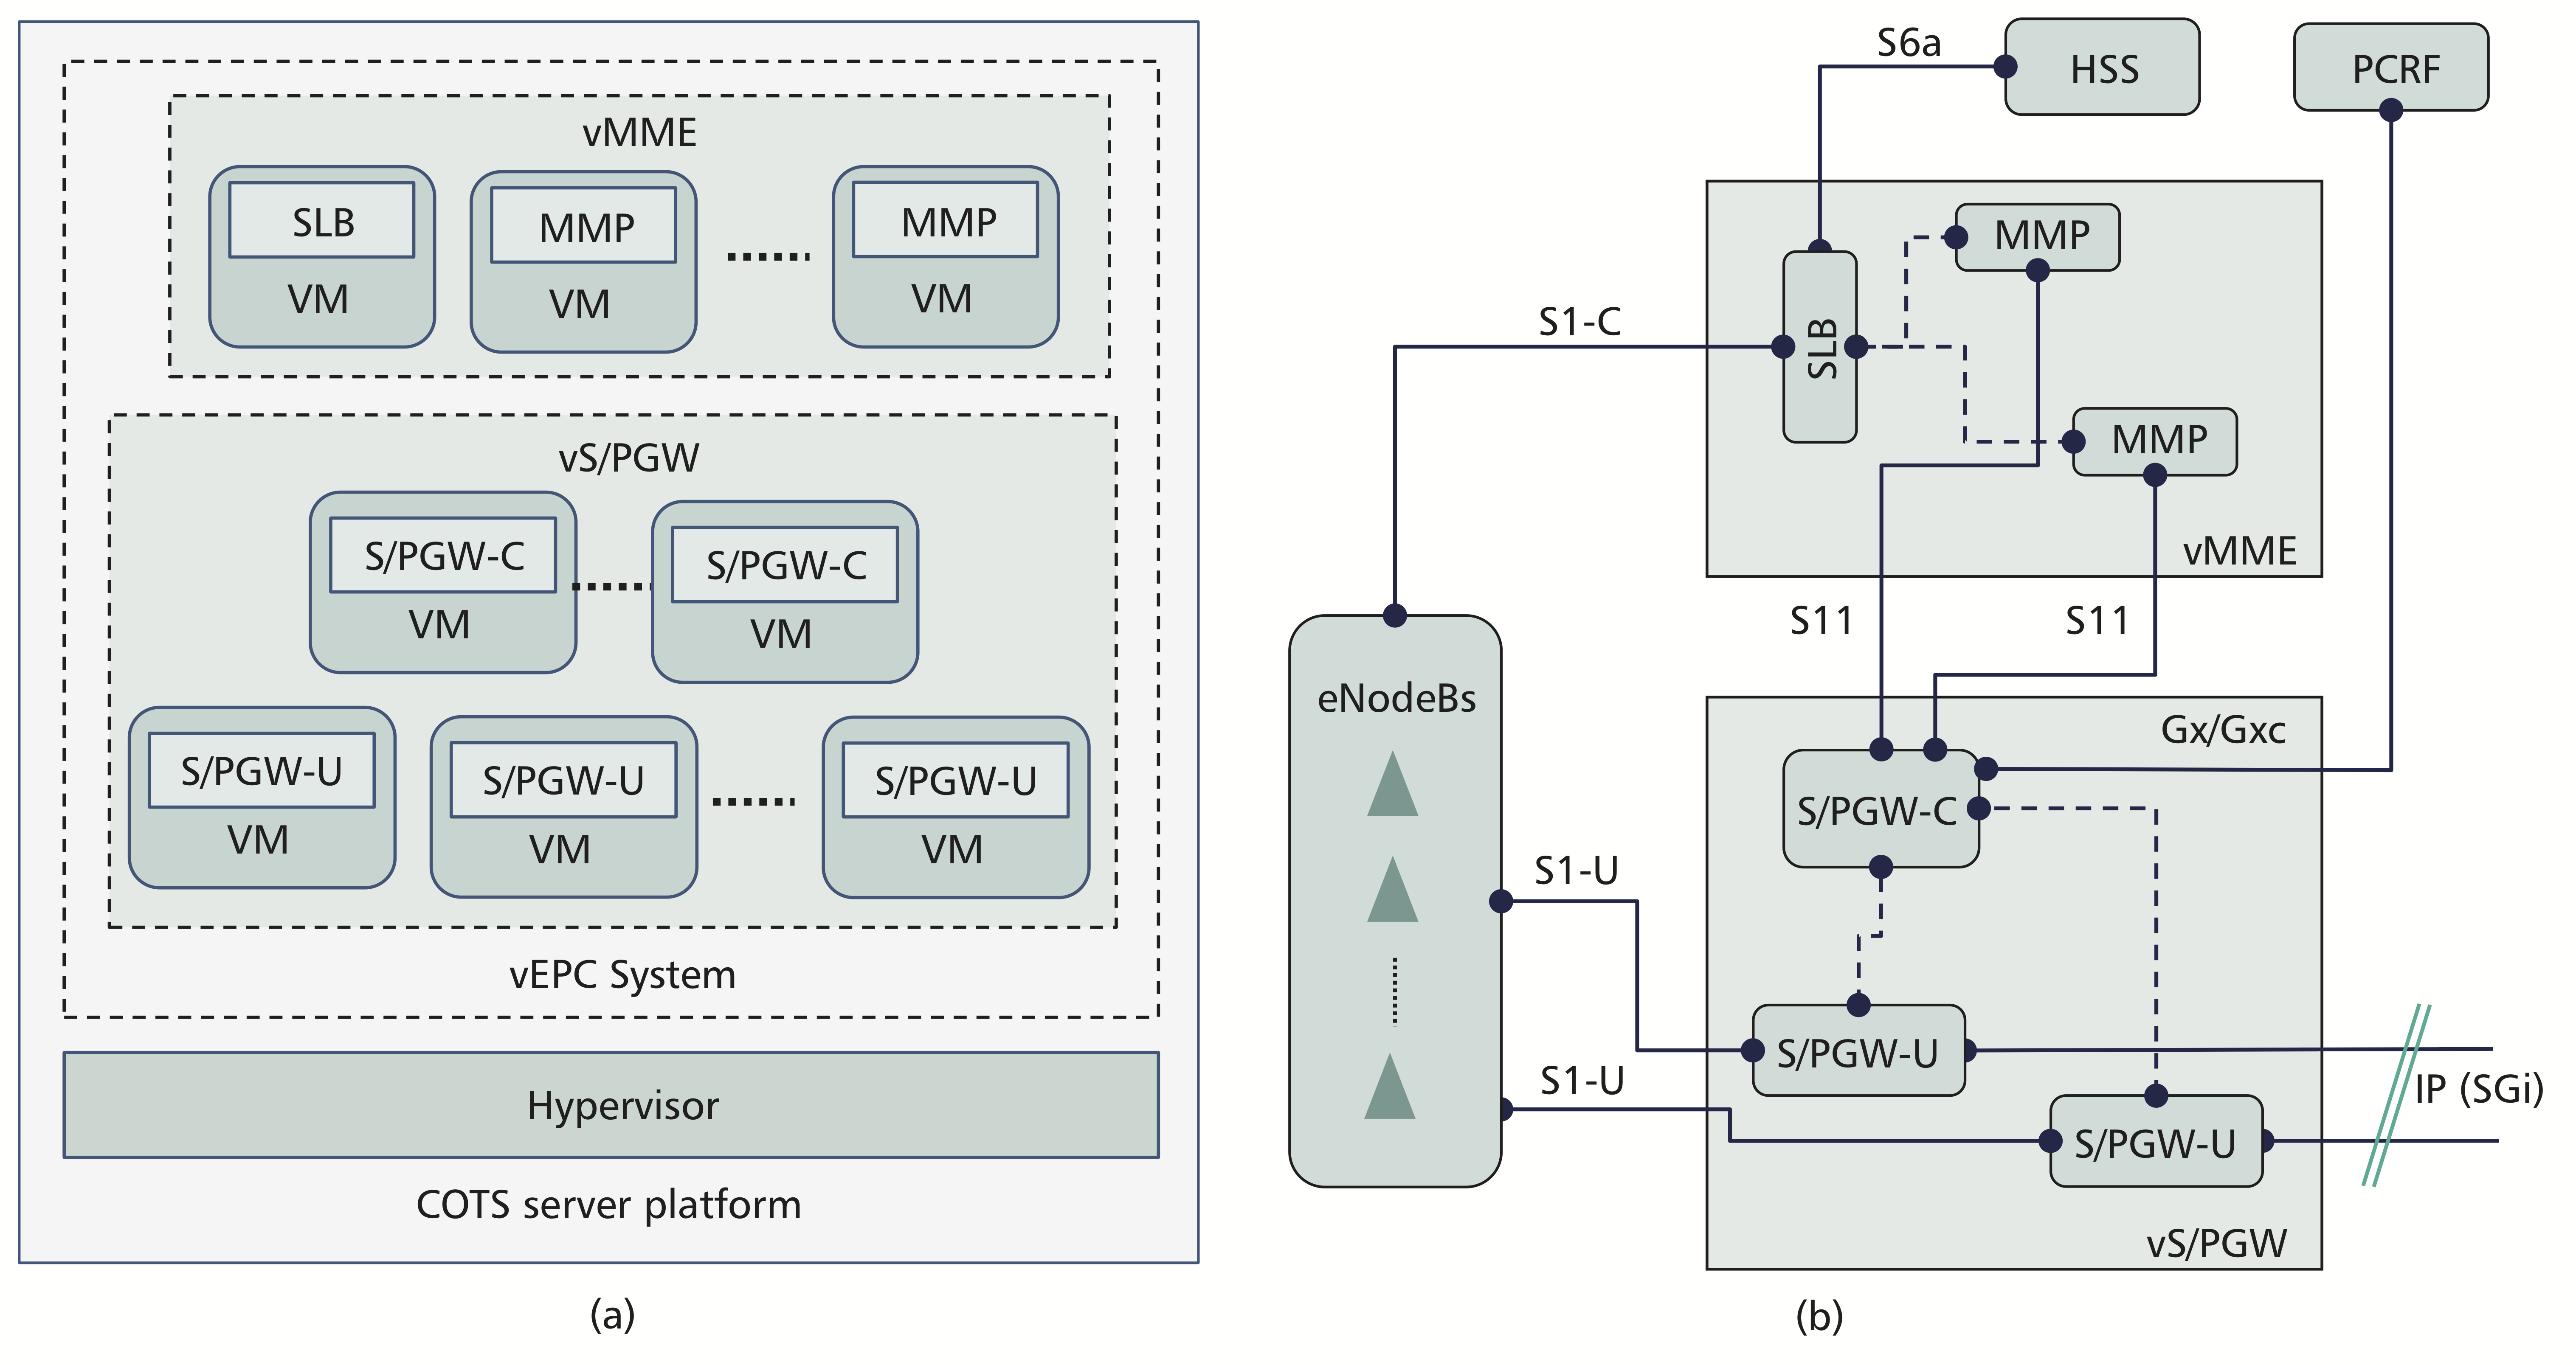 vMME
SLB
VM
MMP
VM
MMP
VM
vS/PGW
S/PGW-C
VM
S/PGW-C
VM
S/PGW-U
VM
S/PGW-U
VM
S/PGW-U
VM
vEPC System
Hypervisor
COTS server platform
(a)
S6a
HSS
PCRF
MMP
S1-C
SLB
MMP
vMME
S11
S11
eNodeBs
Gx/Gxc
S/PGW-C
S1-U
S/PGW-U
S1-U
IP (SGi)
S/PGW-U
vS/PGW
(b)